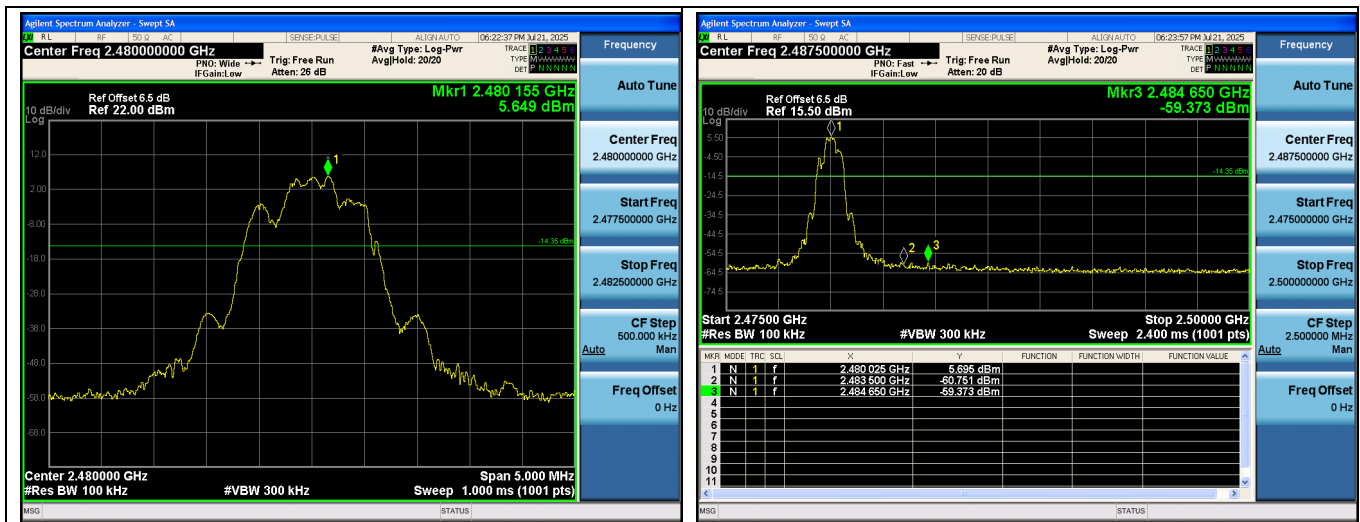 Agilent Spectrum Analyzer - Swept SA
LXI RL RF 50 Ω AC SENSE:PULSE ALIGN AUTO 06:22:37 PM Jul 21, 2025
Center Freq 2.480000000 GHz
PNO: Wide
IFGain:Low
Trig: Free Run
Atten: 26 dB
#Avg Type: Log-Pwr
Avg|Hold: 20/20
TRACE 1 2 3 4 5 6
TYPE M
DET P N N N N N
Mkr1 2.480 155 GHz
5.649 dBm
Ref Offset 6.5 dB
10 dB/div Ref 22.00 dBm
Log
12.0
2.00
-8.00
-18.0
-28.0
-38.0
-48.0
-58.0
-68.0
1
-14.35 dBm
Center 2.480000 GHz Span 5.000 MHz
#Res BW 100 kHz #VBW 300 kHz Sweep 1.000 ms (1001 pts)
MSG STATUS
Frequency
Auto Tune
Center Freq
2.480000000 GHz
Start Freq
2.477500000 GHz
Stop Freq
2.482500000 GHz
CF Step
500.000 kHz
Auto Man
Freq Offset
0 Hz
Agilent Spectrum Analyzer - Swept SA
LXI RL RF 50 Ω AC SENSE:PULSE ALIGN AUTO 06:23:57 PM Jul 21, 2025
Center Freq 2.487500000 GHz
PNO: Fast
IFGain:Low
Trig: Free Run
Atten: 20 dB
#Avg Type: Log-Pwr
Avg|Hold: 20/20
TRACE 1 2 3 4 5 6
TYPE M
DET P N N N N N
Mkr3 2.484 650 GHz
-59.373 dBm
Ref Offset 6.5 dB
10 dB/div Ref 15.50 dBm
Log
5.50
-4.50
-14.5
-24.5
-34.5
-44.5
-54.5
-64.5
-74.5
1
2
3
-14.35 dBm
Start 2.47500 GHz Stop 2.50000 GHz
#Res BW 100 kHz #VBW 300 kHz Sweep 2.400 ms (1001 pts)
MKR MODE TRC SCL X Y FUNCTION FUNCTION WIDTH FUNCTION VALUE
1 N 1 f 2.480 025 GHz 5.695 dBm
2 N 1 f 2.483 500 GHz -60.751 dBm
3 N 1 f 2.484 650 GHz -59.373 dBm
4
5
6
7
8
9
10
11
MSG STATUS
Frequency
Auto Tune
Center Freq
2.487500000 GHz
Start Freq
2.475000000 GHz
Stop Freq
2.500000000 GHz
CF Step
2.500000 MHz
Auto Man
Freq Offset
0 Hz